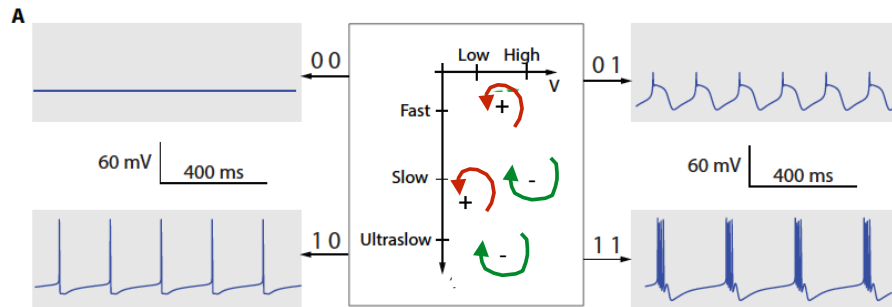 A
0 0
Low High
V
0 1
Fast
+
60 mV
400 ms
Slow
-
+
60 mV
400 ms
Ultraslow
-
1 0
1 1